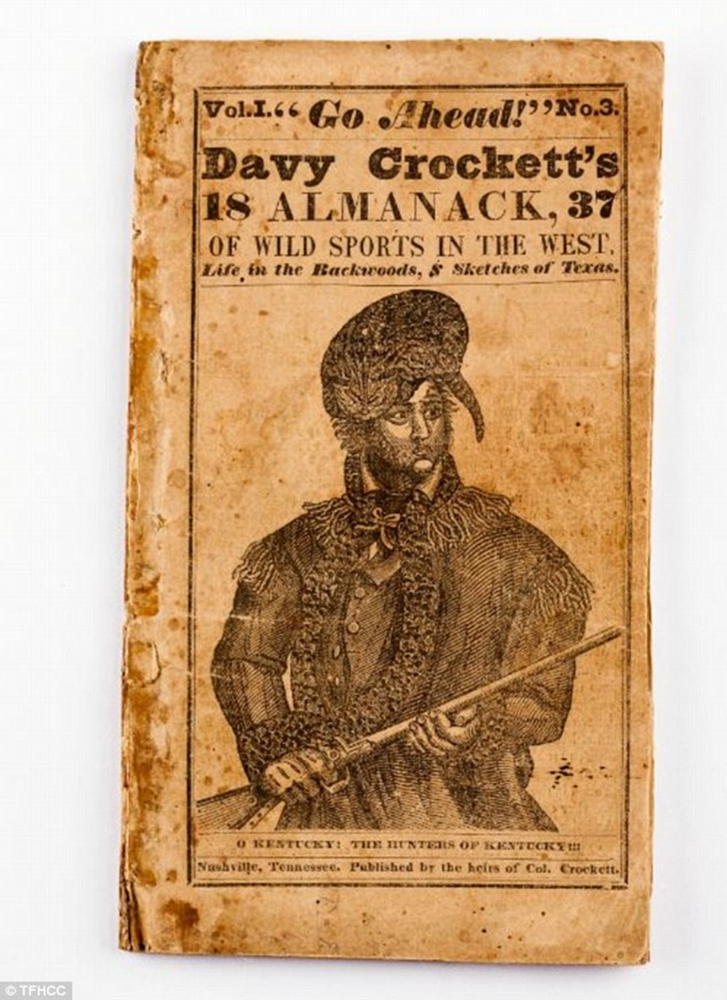 Vol.I. “Go Ahead!” No.3.
Davy Crockett's
18 ALMANACK, 37
OF WILD SPORTS IN THE WEST,
Life in the Backwoods, & Sketches of Texas.
O KENTUCKY! THE HUNTERS OF KENTUCKY!!!
Nashville, Tennessee. Published by the heirs of Col. Crockett.
© TFHCC